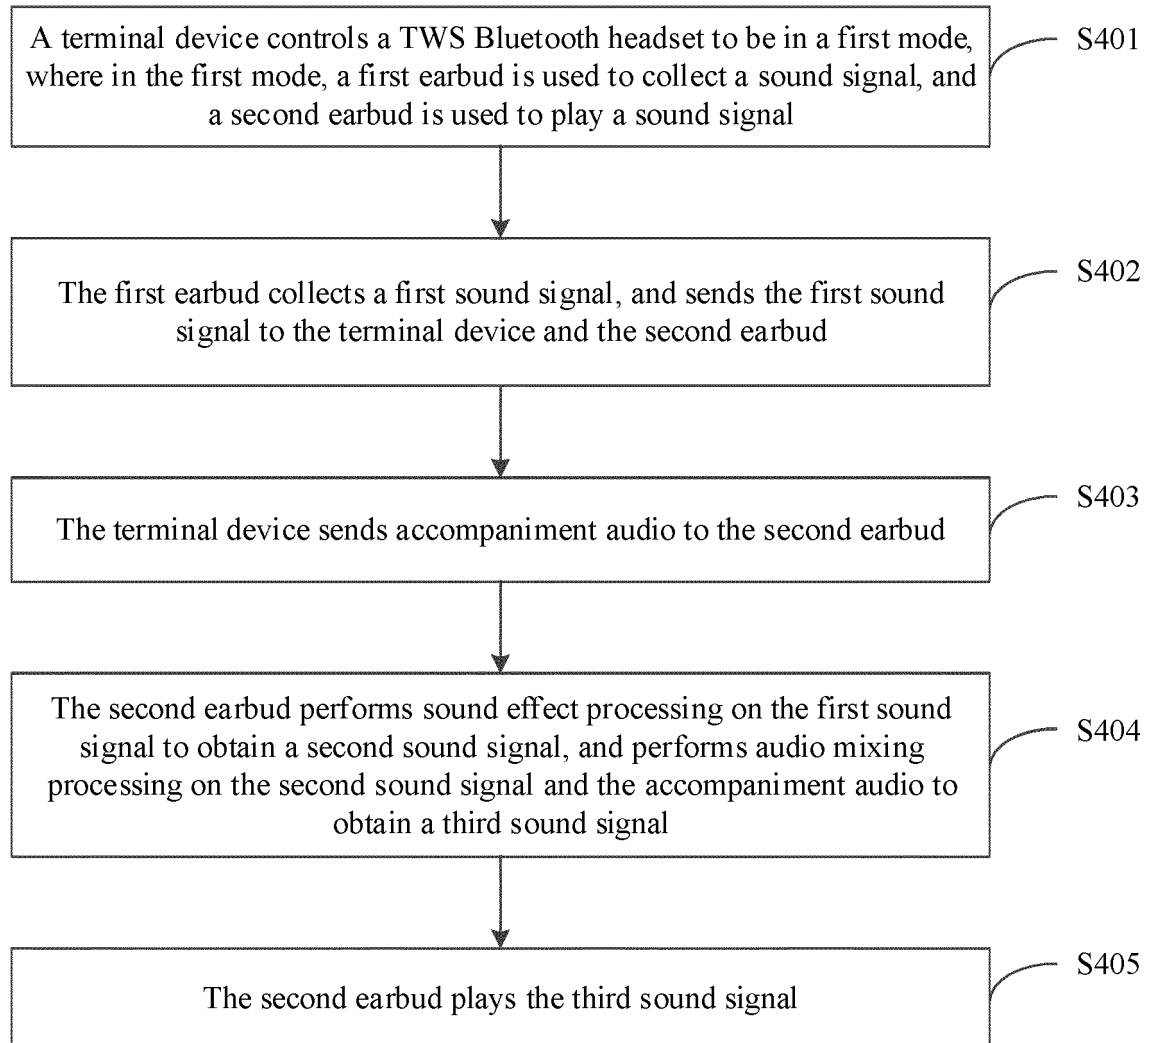 A terminal device controls a TWS Bluetooth headset to be in a first mode,
where in the first mode, a first earbud is used to collect a sound signal, and
a second earbud is used to play a sound signal
S401
The first earbud collects a first sound signal, and sends the first sound
signal to the terminal device and the second earbud
S402
The terminal device sends accompaniment audio to the second earbud
S403
The second earbud performs sound effect processing on the first sound
signal to obtain a second sound signal, and performs audio mixing
processing on the second sound signal and the accompaniment audio to
obtain a third sound signal
S404
The second earbud plays the third sound signal
S405